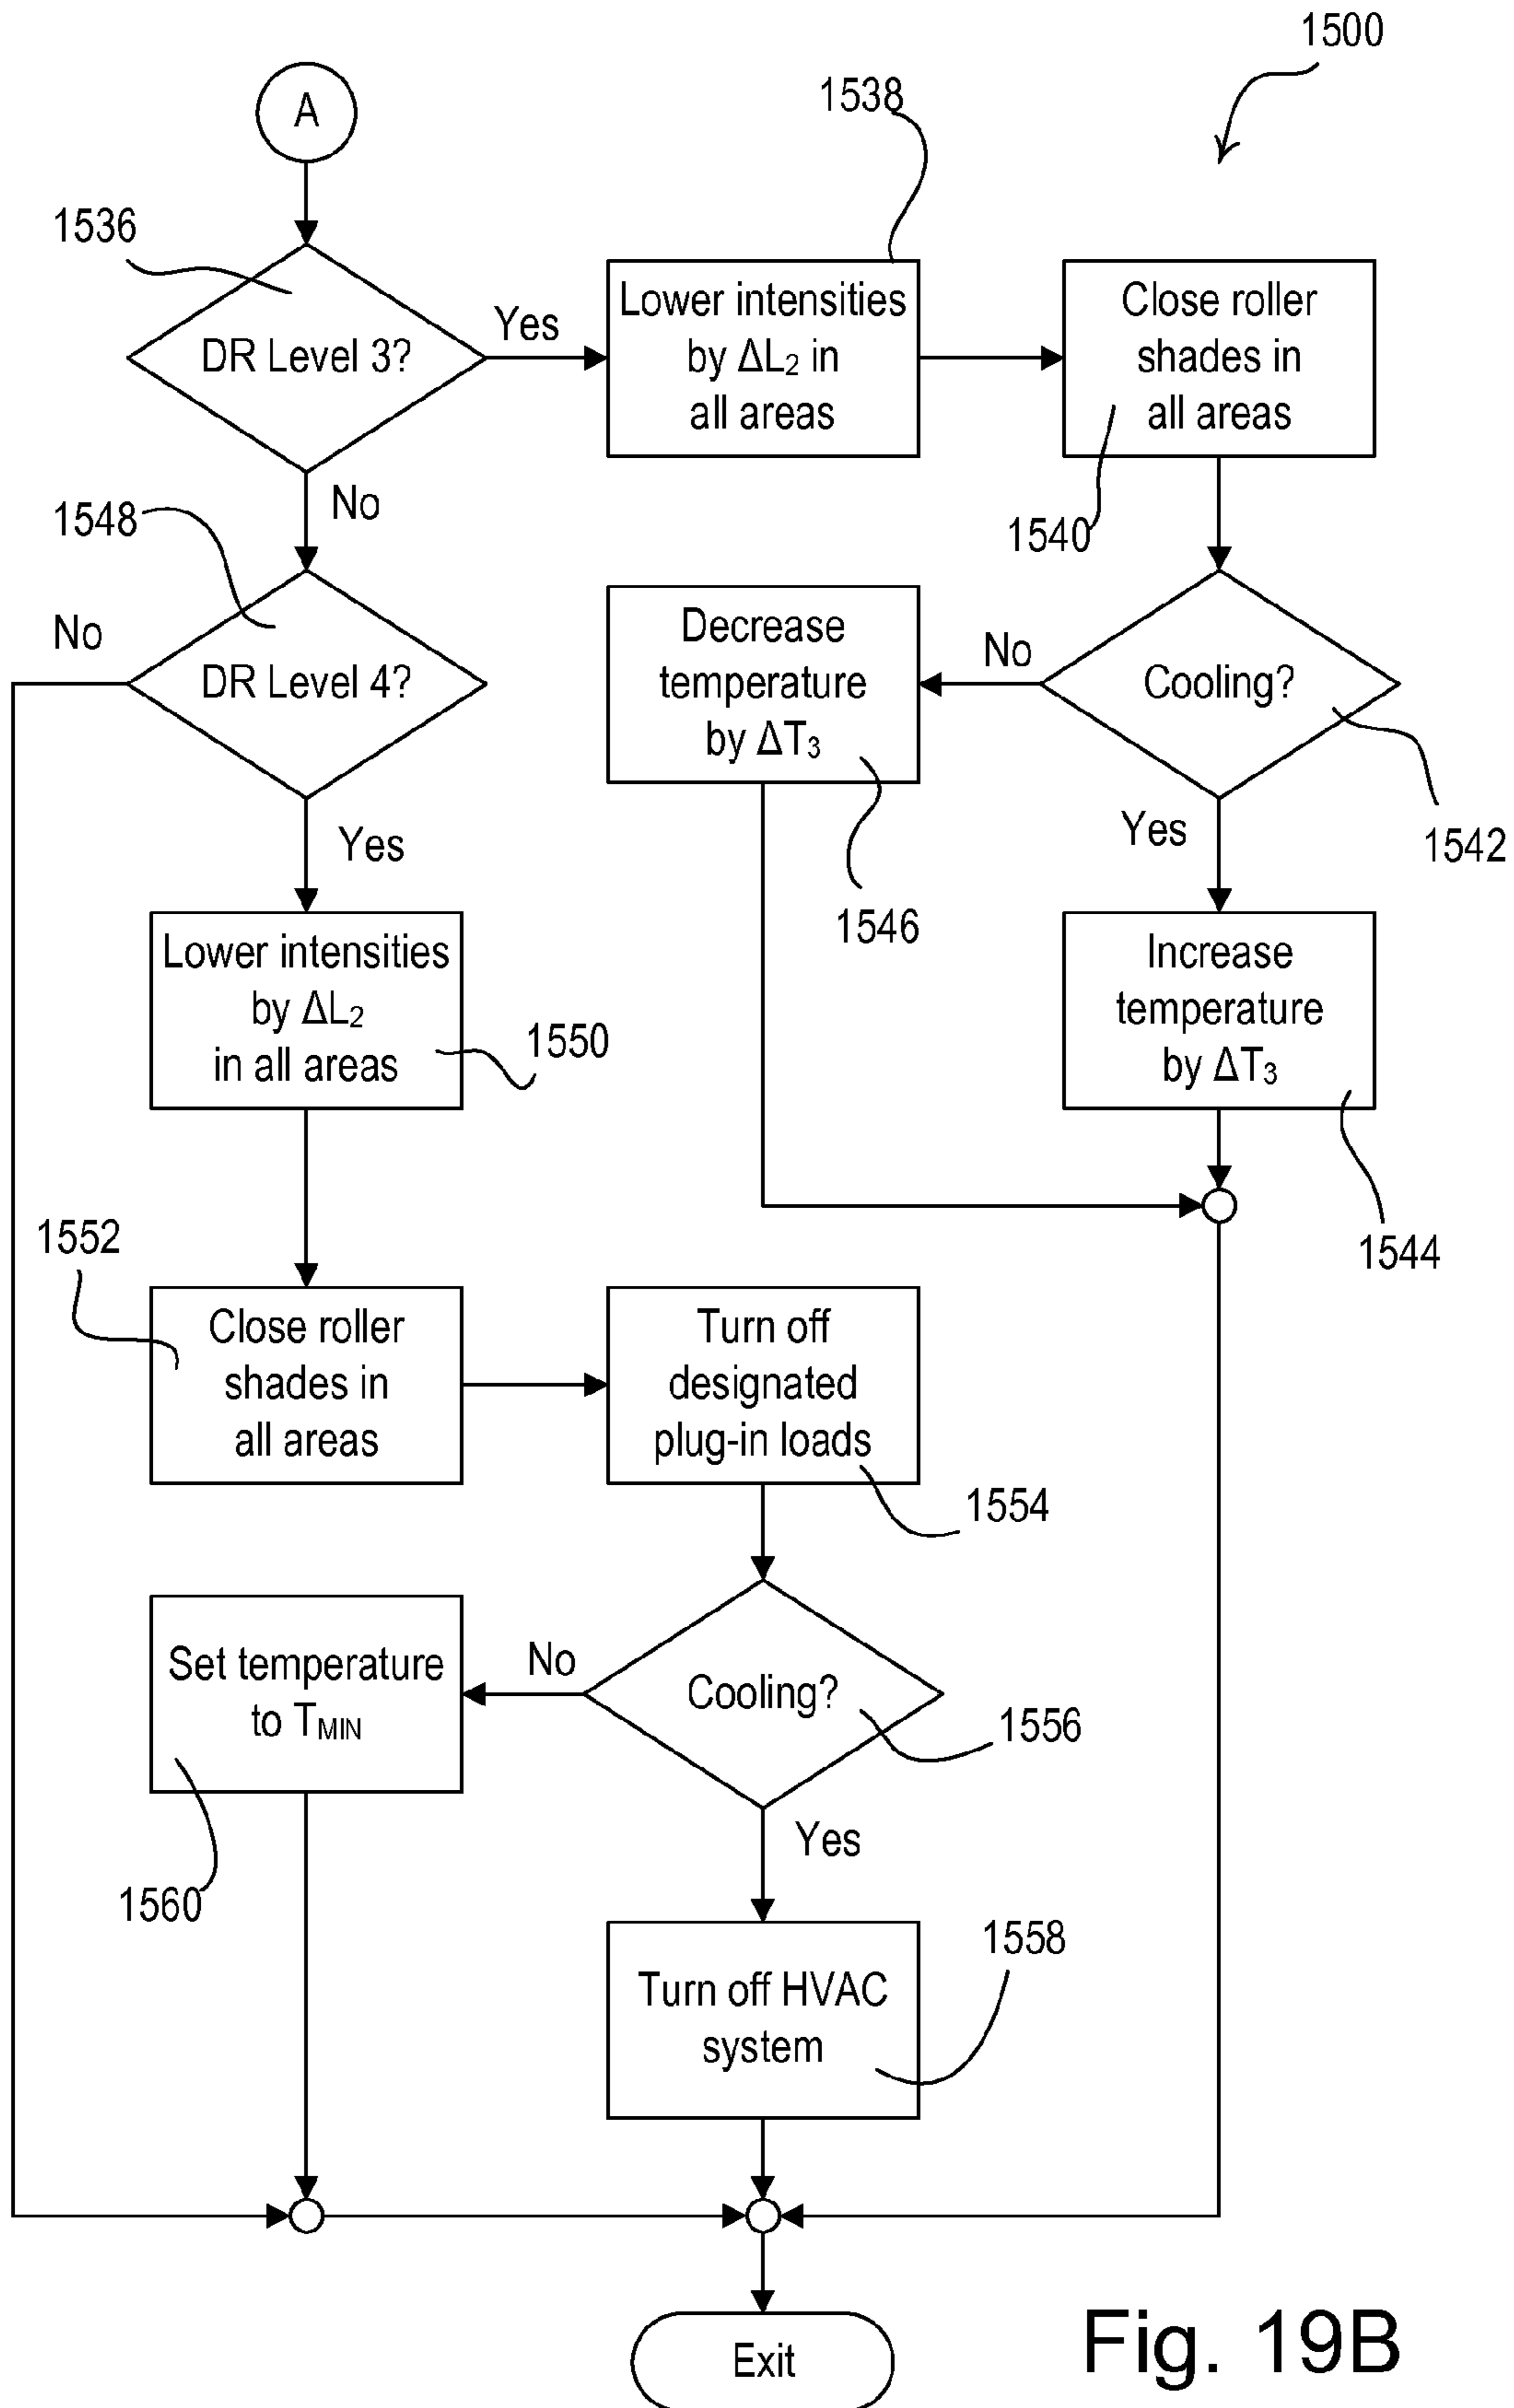 1500
A
1538
1536
DR Level 3?
Yes
Lower intensities
by ΔL₂ in
all areas
Close roller
shades in
all areas
No
1540
1548
No
DR Level 4?
Decrease
temperature
by ΔT₃
No
Cooling?
1542
Yes
Yes
1546
Lower intensities
by ΔL₂
in all areas
1550
Increase
temperature
by ΔT₃
1544
1552
Close roller
shades in
all areas
Turn off
designated
plug-in loads
1554
Set temperature
to TMIN
No
Cooling?
1556
1560
Yes
1558
Turn off HVAC
system
Exit
Fig. 19B